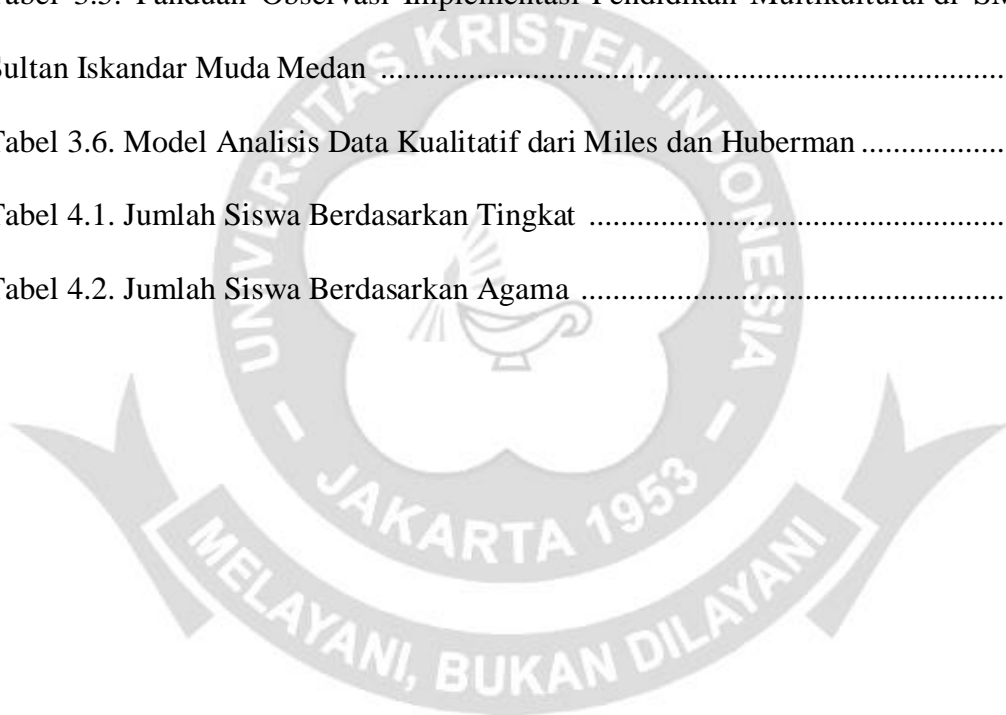 Tabel 3.5. Panduan Observasi Implementasi Pendidikan Multikultural di
Sultan Iskandar Muda Medan ........................................................................
Tabel 3.6. Model Analisis Data Kualitatif dari Miles dan Huberman ..................
Tabel 4.1. Jumlah Siswa Berdasarkan Tingkat .....................................................
Tabel 4.2. Jumlah Siswa Berdasarkan Agama ......................................................
UNIVERSITAS KRISTEN INDONESIA
- JAKARTA 1953 -
MELAYANI, BUKAN DILAYANI